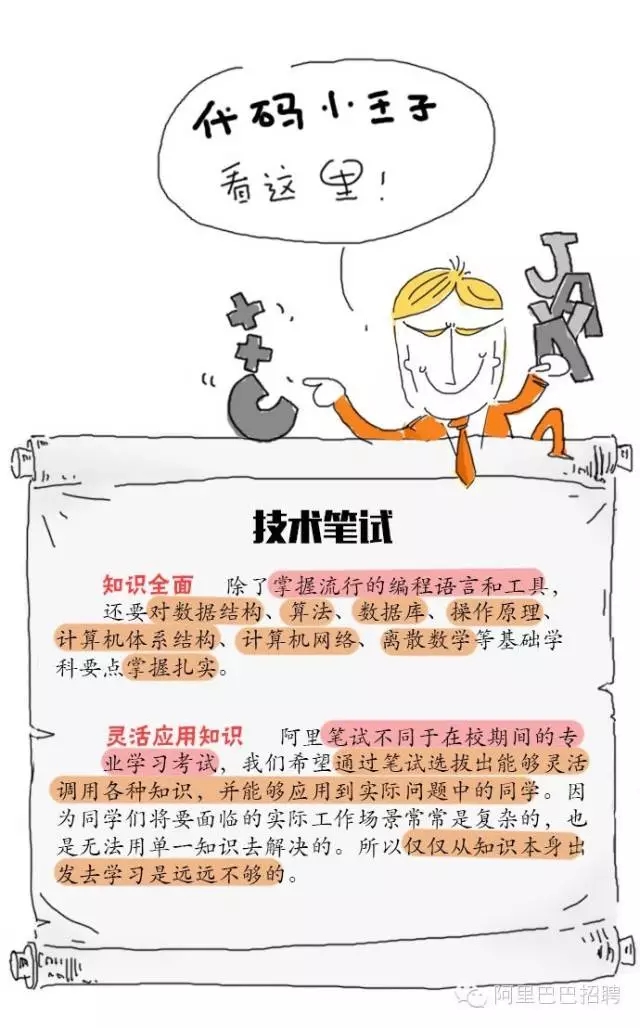 代码小王子
看这里!
JAVA
C++
技术笔试
知识全面 除了掌握流行的编程语言和工具,
还要对数据结构、算法、数据库、操作原理、
计算机体系结构、计算机网络、离散数学等基础学
科要点掌握扎实。
灵活应用知识 阿里笔试不同于在校期间的专
业学习考试,我们希望通过笔试选拔出能够灵活
调用各种知识,并能够应用到实际问题中的同学。因
为同学们将要面临的实际工作场景常常是复杂的,也
是无法用单一知识去解决的。所以仅仅从知识本身出
发去学习是远远不够的。
阿里巴巴招聘